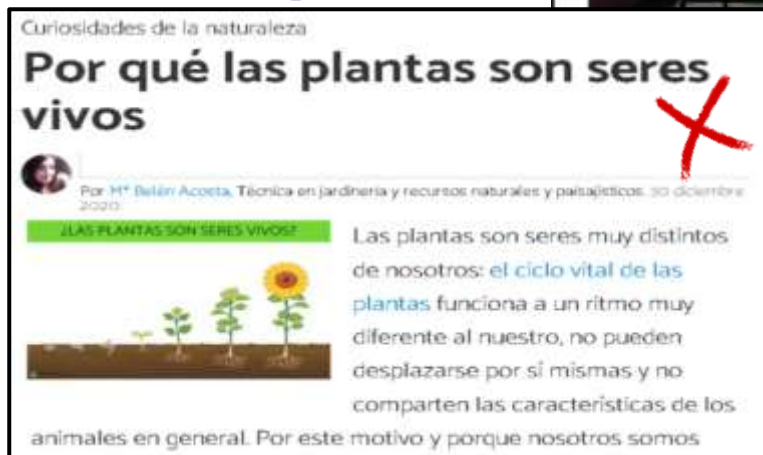 Curiosidades de la naturaleza
Por qué las plantas son seres
vivos
Por Mª Belén Acosta, Técnica en jardinería y recursos naturales y paisajísticos. 30 diciembre
2020
¿LAS PLANTAS SON SERES VIVOS?
Las plantas son seres muy distintos
de nosotros: el ciclo vital de las
plantas funciona a un ritmo muy
diferente al nuestro, no pueden
desplazarse por sí mismas y no
comparten las características de los
animales en general. Por este motivo y porque nosotros somos